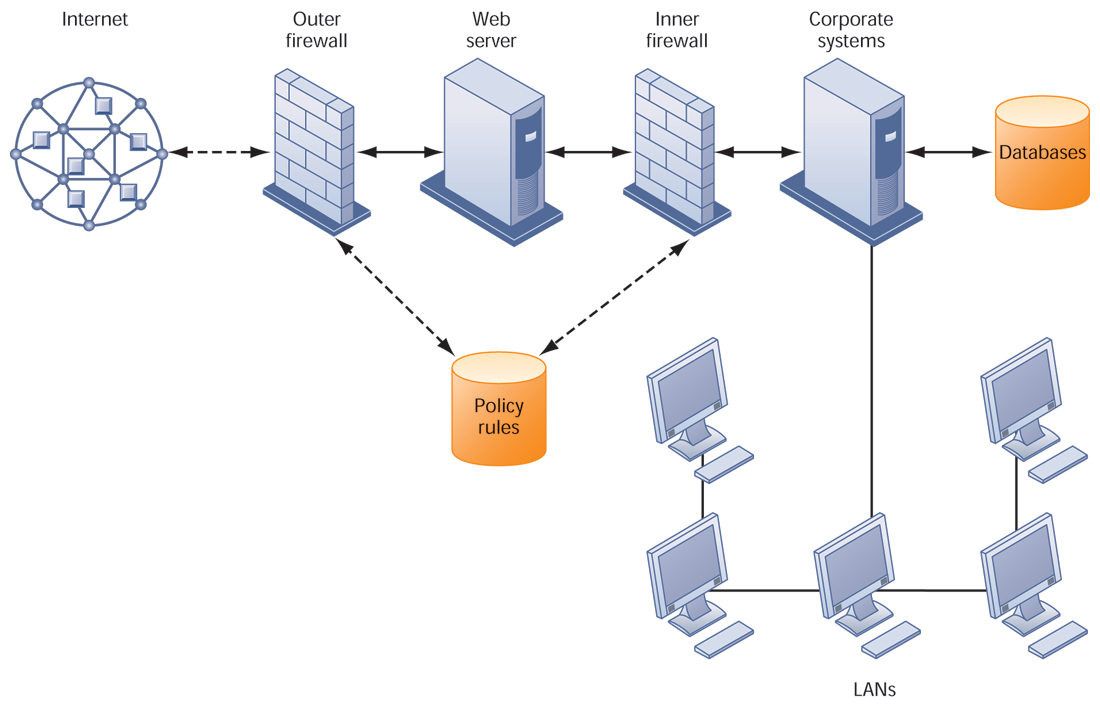 Internet
Outer
firewall
Web
server
Inner
firewall
Corporate
systems
Databases
Policy
rules
LANs